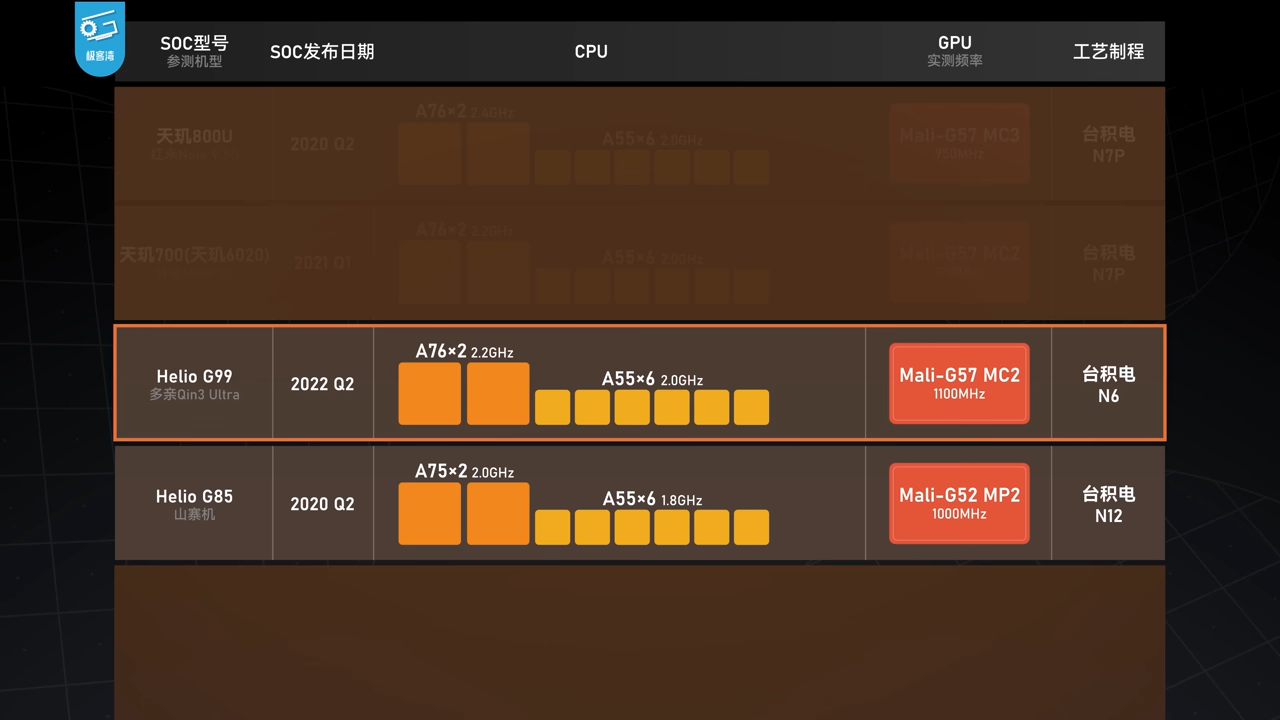 极客湾
SOC型号
参测机型
SOC发布日期
CPU
GPU
实测频率
工艺制程
天玑800U
2020 Q2
A76×2 2.4GHz
A55×6 2.0GHz
Mali-G57 MC3
950MHz
台积电
N7P
天玑700(天玑6020)
2021 Q1
A76×2 2.2GHz
A55×6 2.0GHz
Mali-G57 MC2
台积电
N7P
Helio G99
多亲Qin3 Ultra
2022 Q2
A76×2 2.2GHz
A55×6 2.0GHz
Mali-G57 MC2
1100MHz
台积电
N6
Helio G85
山寨机
2020 Q2
A75×2 2.0GHz
A55×6 1.8GHz
Mali-G52 MP2
1000MHz
台积电
N12